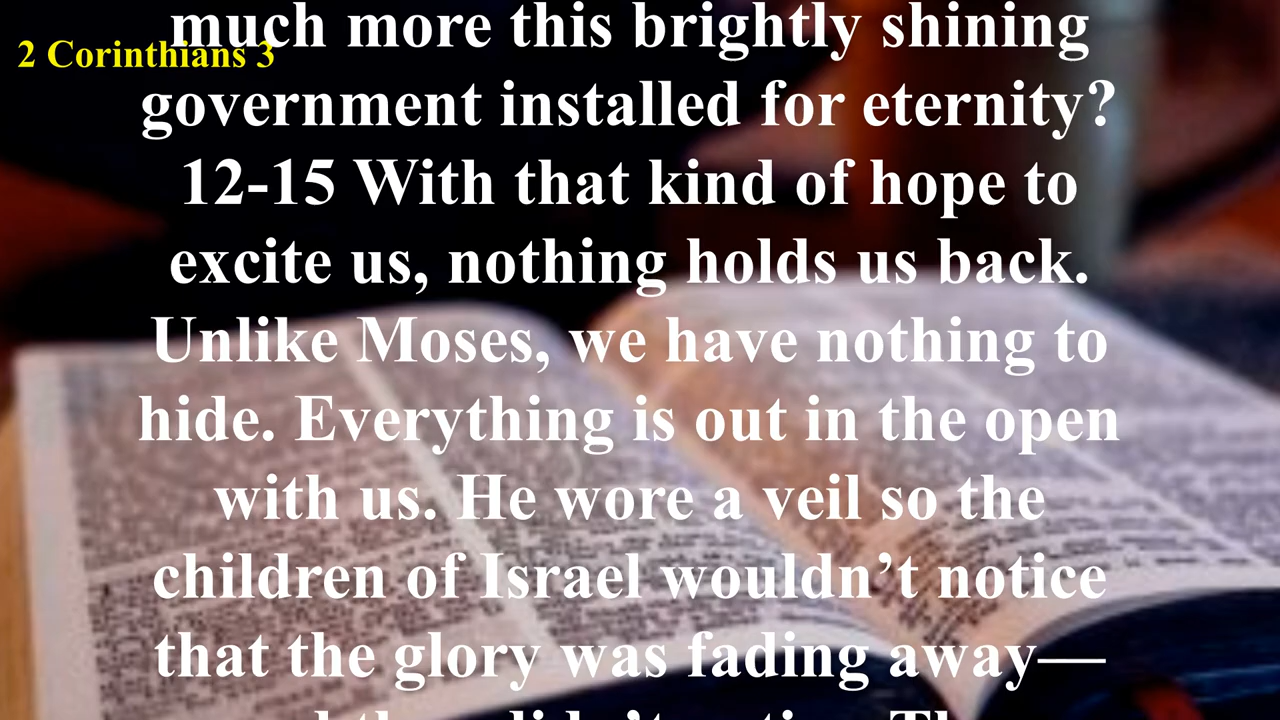 much more this brightly shining
2 Corinthians 3
government installed for eternity?
12-15 With that kind of hope to
excite us, nothing holds us back.
Unlike Moses, we have nothing to
hide. Everything is out in the open
with us. He wore a veil so the
children of Israel wouldn’t notice
that the glory was fading away—